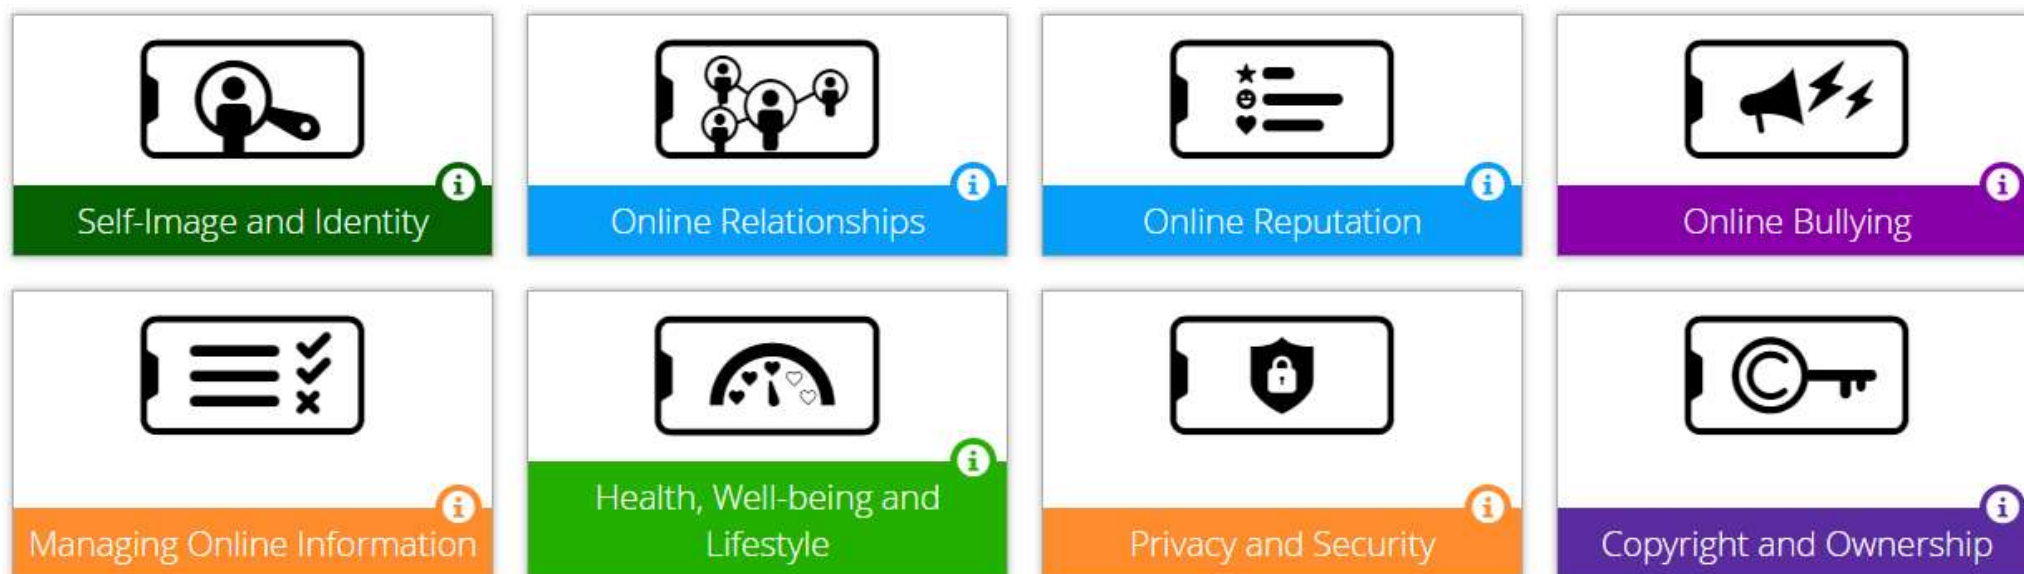 Self-Image and Identity
Online Relationships
Online Reputation
Online Bullying
Managing Online Information
Health, Well-being and
Lifestyle
Privacy and Security
Copyright and Ownership